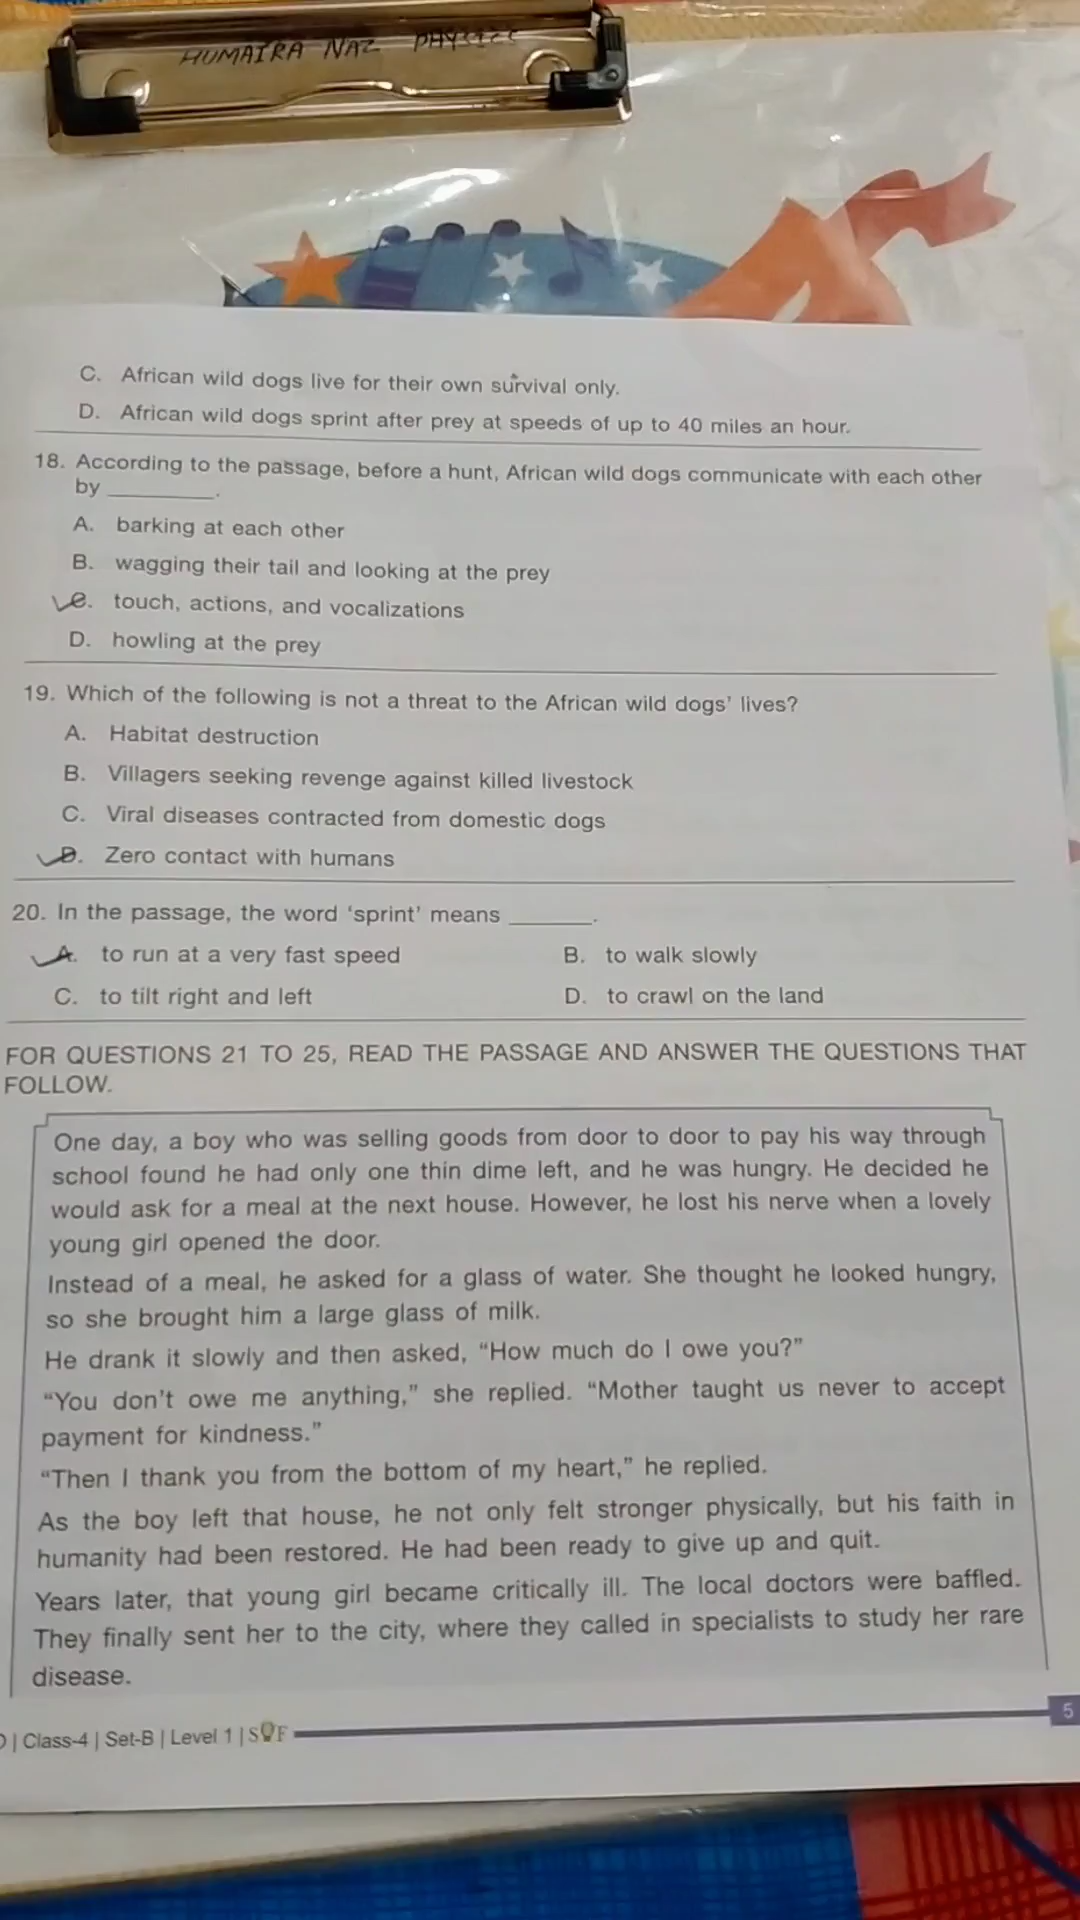 HUMAIRA NAZ PHYSICS
C. African wild dogs live for their own survival only.
D. African wild dogs sprint after prey at speeds of up to 40 miles an hour.
18. According to the passage, before a hunt, African wild dogs communicate with each other
by ________.
A. barking at each other
B. wagging their tail and looking at the prey
C. touch, actions, and vocalizations
D. howling at the prey
19. Which of the following is not a threat to the African wild dogs' lives?
A. Habitat destruction
B. Villagers seeking revenge against killed livestock
C. Viral diseases contracted from domestic dogs
D. Zero contact with humans
20. In the passage, the word ‘sprint’ means ________.
A. to run at a very fast speed B. to walk slowly
C. to tilt right and left D. to crawl on the land
FOR QUESTIONS 21 TO 25, READ THE PASSAGE AND ANSWER THE QUESTIONS THAT
FOLLOW.
One day, a boy who was selling goods from door to door to pay his way through
school found he had only one thin dime left, and he was hungry. He decided he
would ask for a meal at the next house. However, he lost his nerve when a lovely
young girl opened the door.
Instead of a meal, he asked for a glass of water. She thought he looked hungry,
so she brought him a large glass of milk.
He drank it slowly and then asked, “How much do I owe you?”
“You don't owe me anything,” she replied. “Mother taught us never to accept
payment for kindness.”
“Then I thank you from the bottom of my heart,” he replied.
As the boy left that house, he not only felt stronger physically, but his faith in
humanity had been restored. He had been ready to give up and quit.
Years later, that young girl became critically ill. The local doctors were baffled.
They finally sent her to the city, where they called in specialists to study her rare
disease.
| Class-4 | Set-B | Level 1 | SOF
5